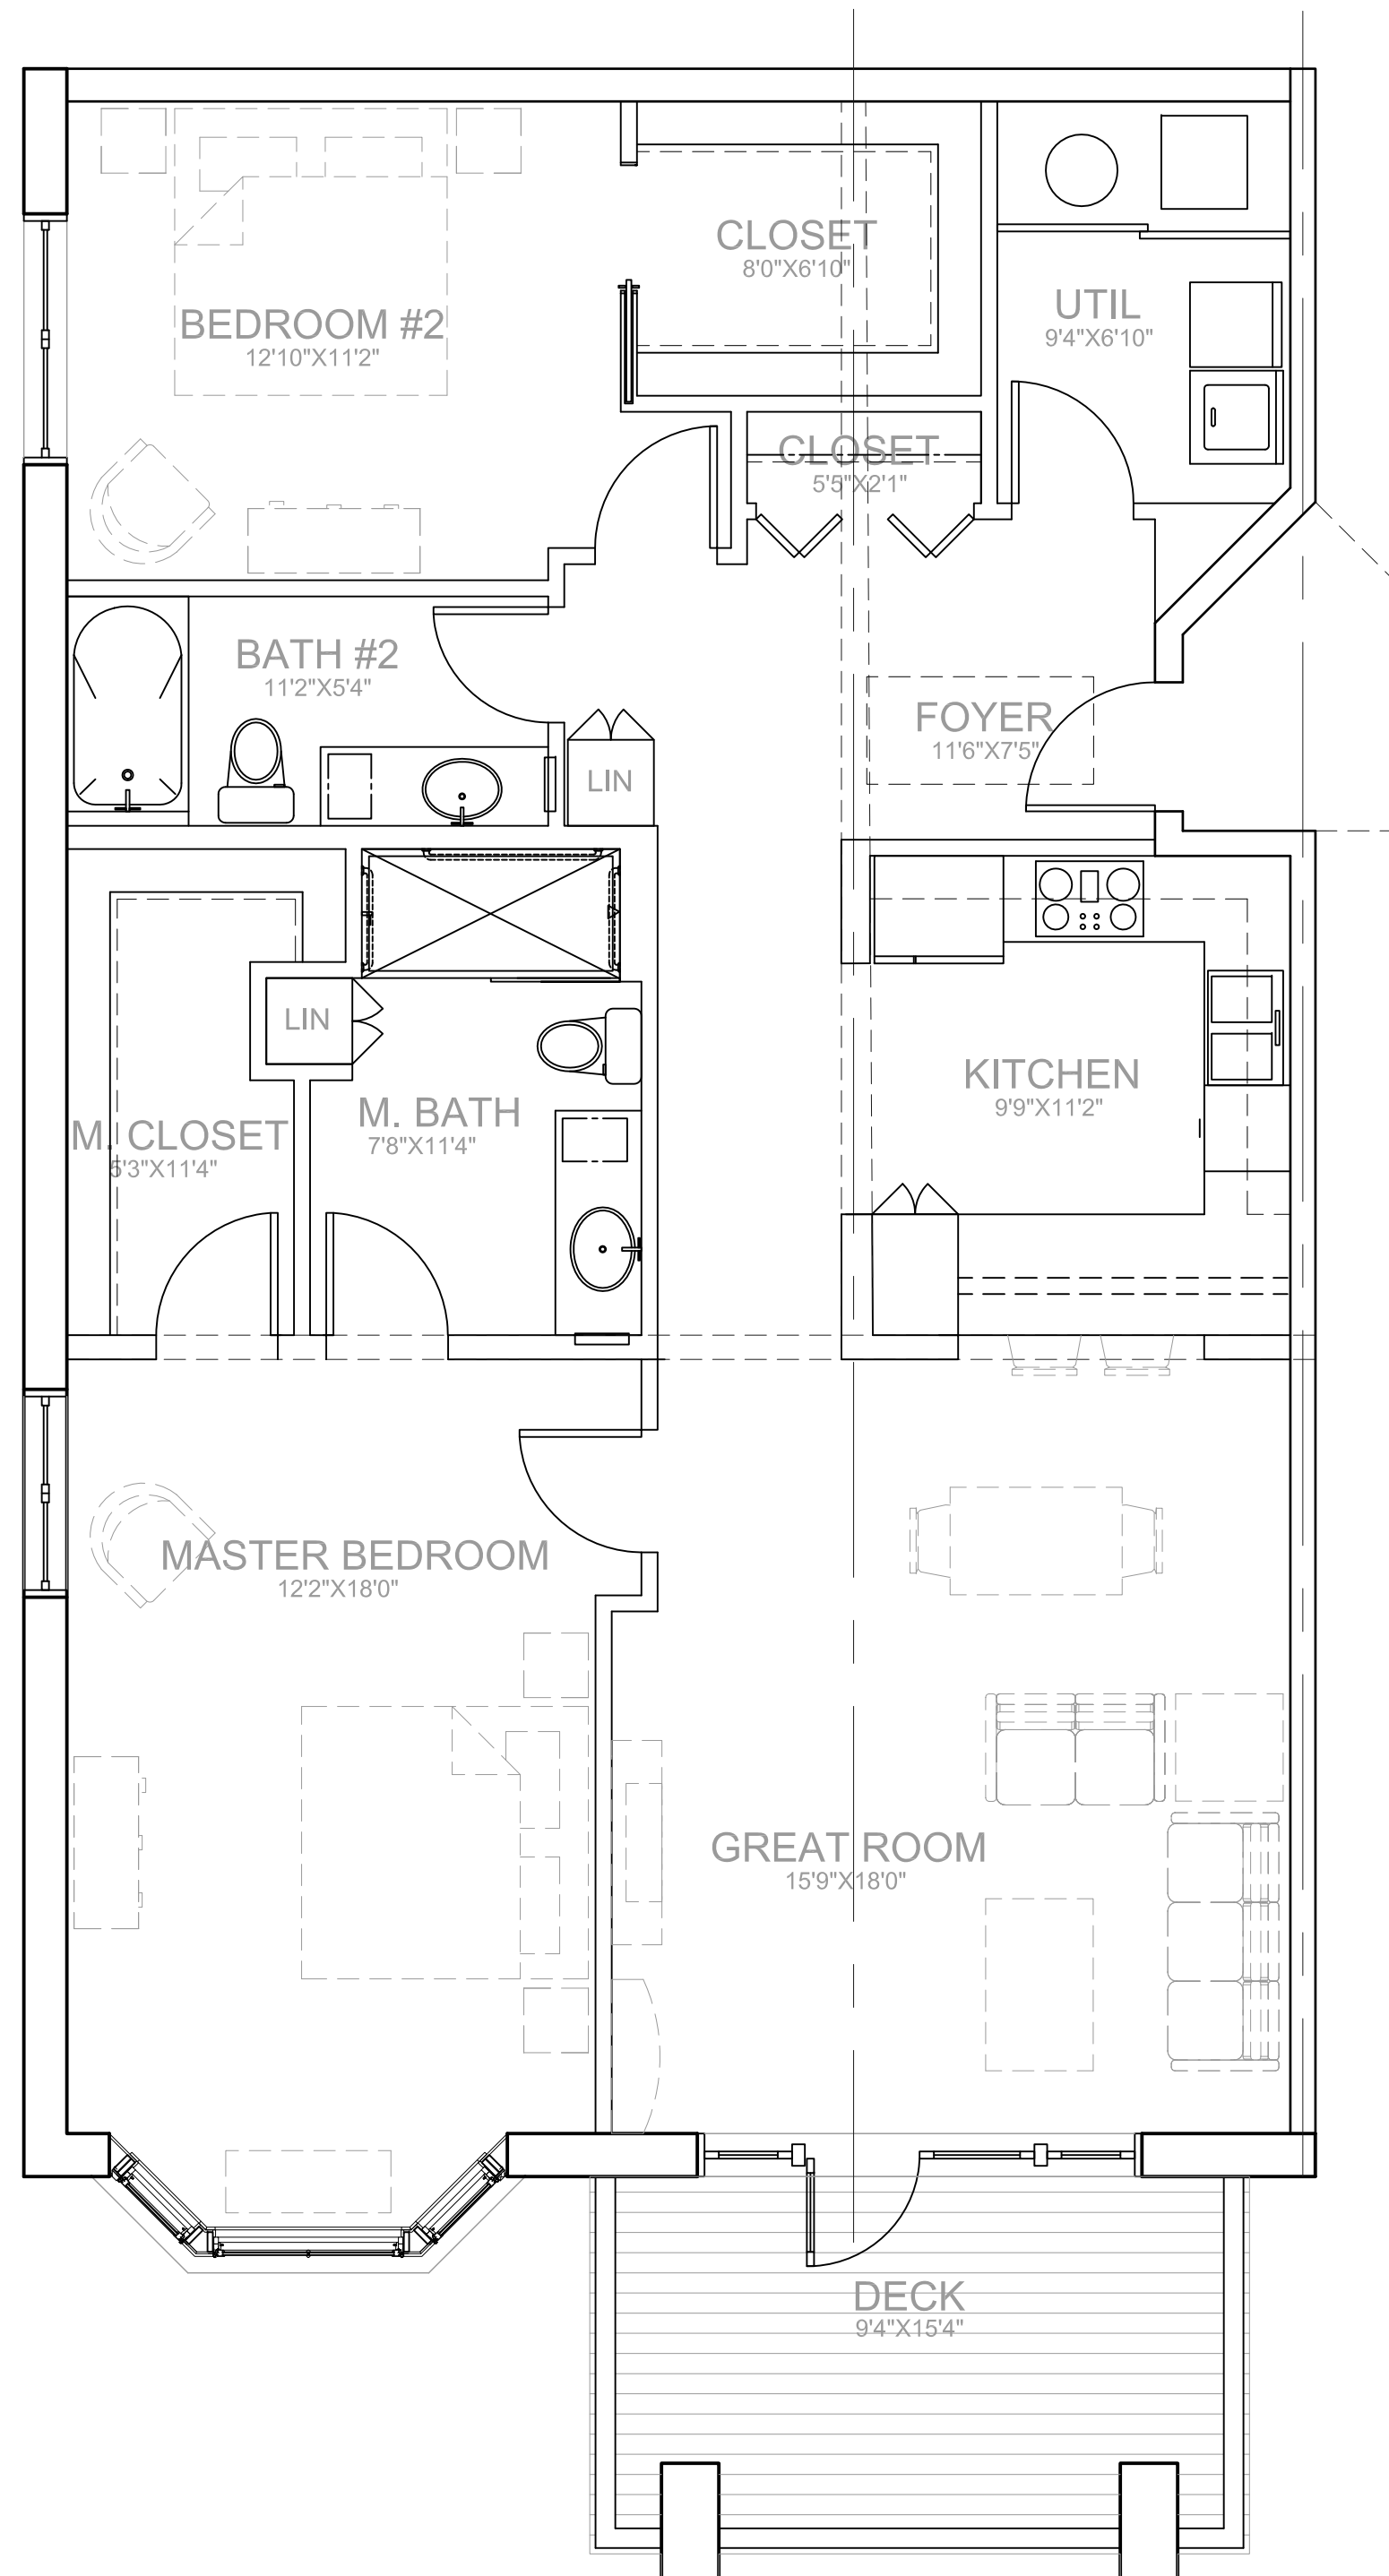 CLOSET
8'0"X6'10"
UTIL
9'4"X6'10"
BEDROOM #2
12'10"X11'2"
CLOSET
5'5"X2'1"
BATH #2
11'2"X5'4"
FOYER
11'6"X7'5"
LIN
LIN
KITCHEN
9'9"X11'2"
M. BATH
7'8"X11'4"
M. CLOSET
5'3"X11'4"
MASTER BEDROOM
12'2"X18'0"
GREAT ROOM
15'9"X18'0"
DECK
9'4"X15'4"